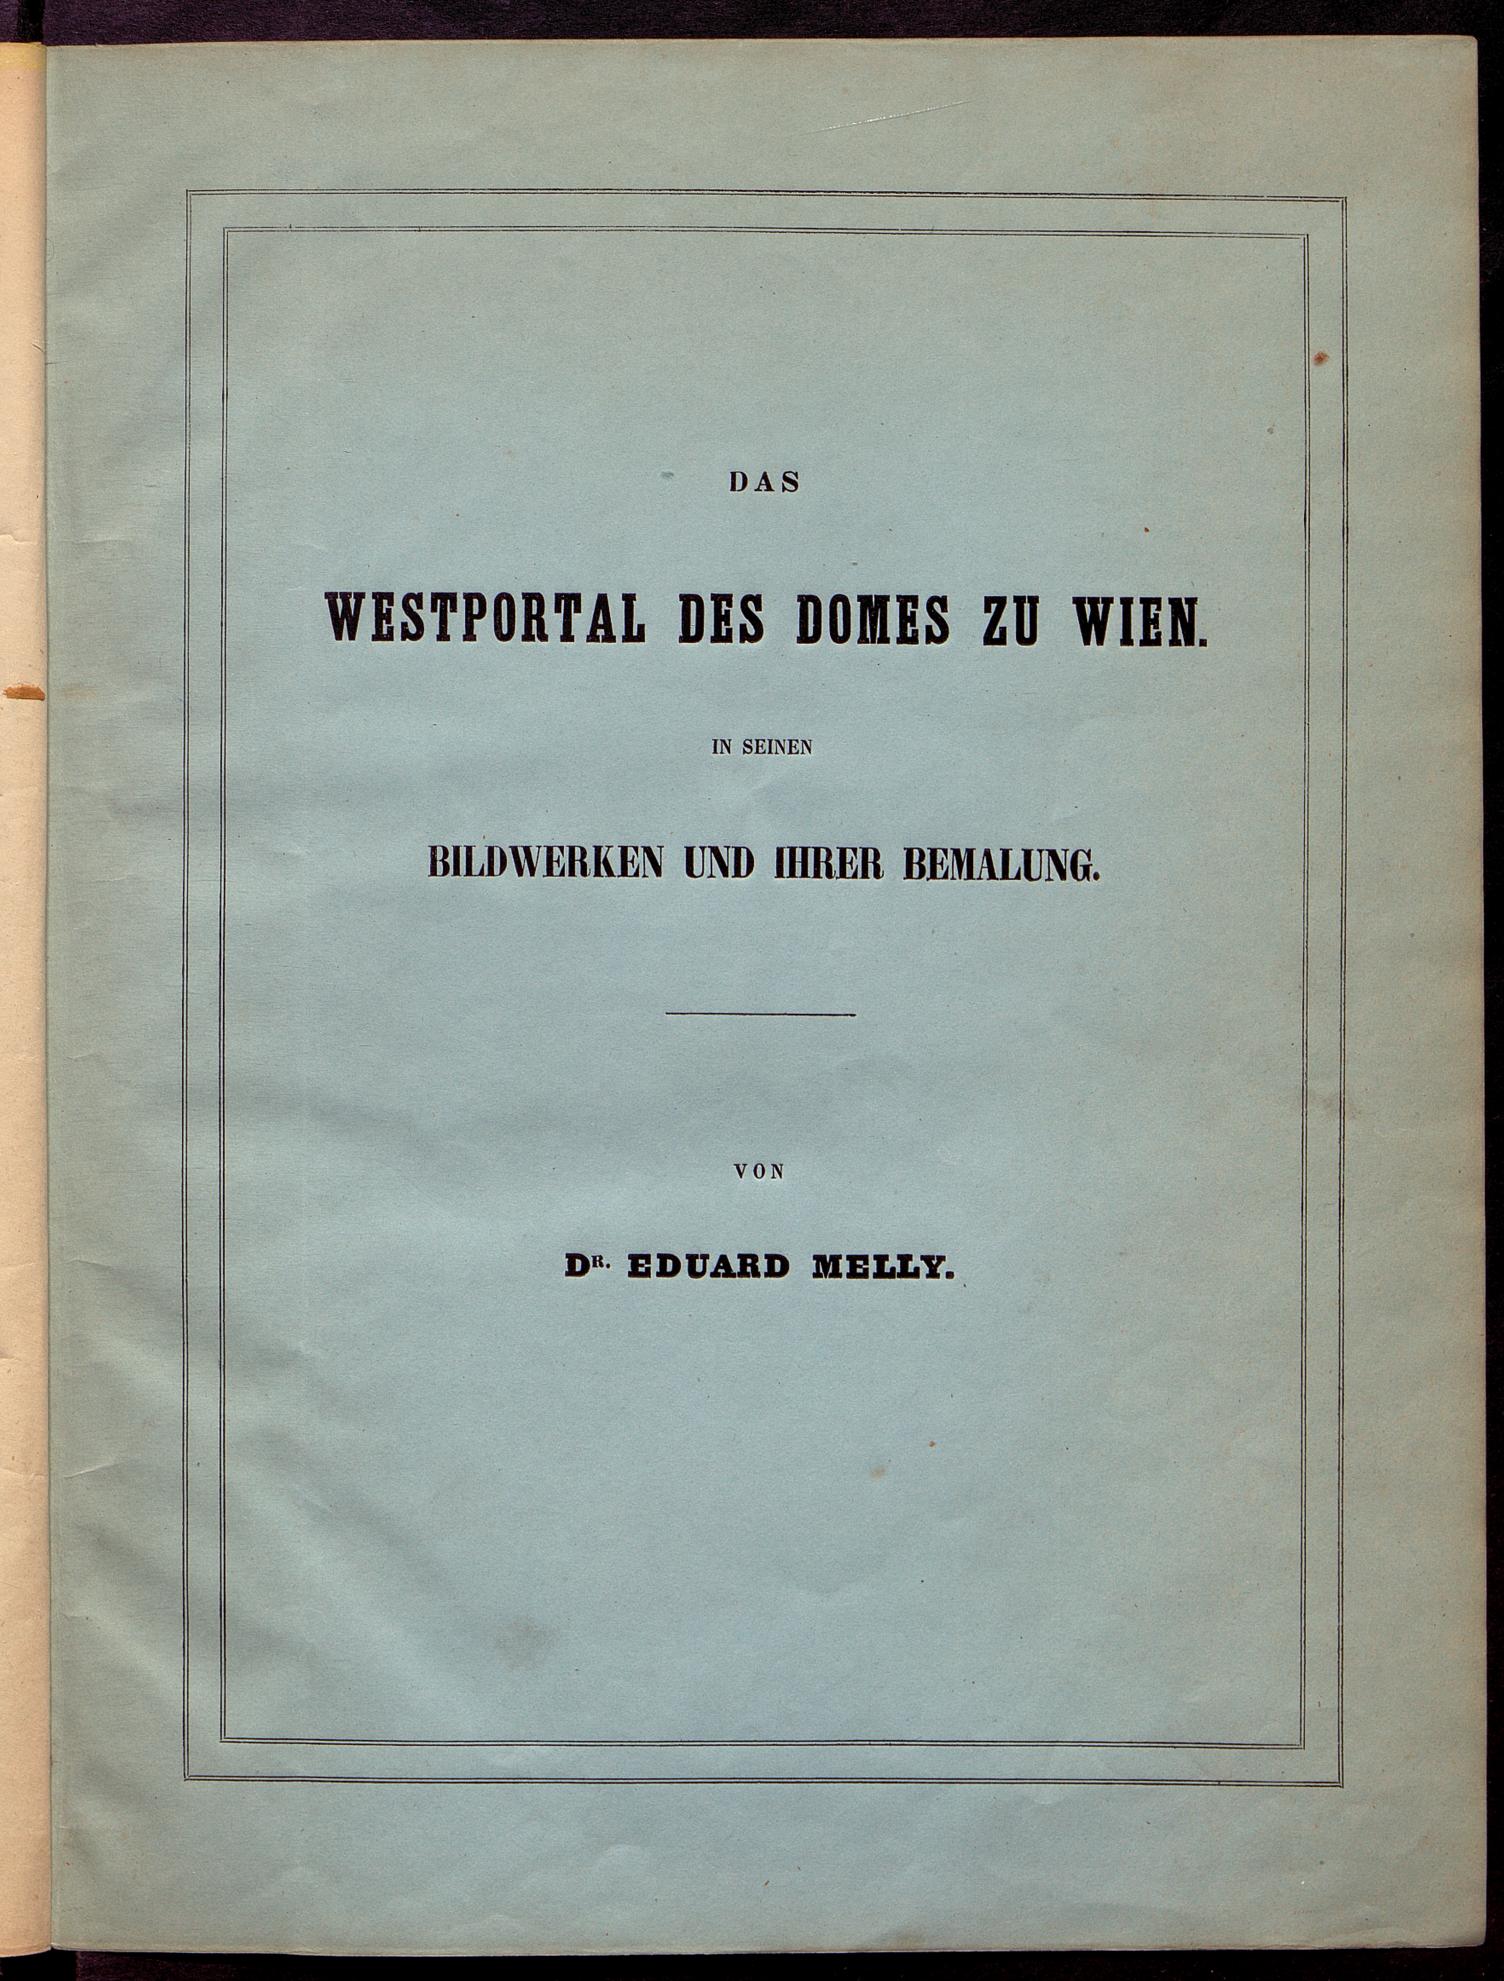 DAS
WESTPORTAL DES DOMES ZU WIEN.
IN SEINEN
BILDWERKEN UND IHRER BEMALUNG.
VON
DR. EDUARD MELLY.